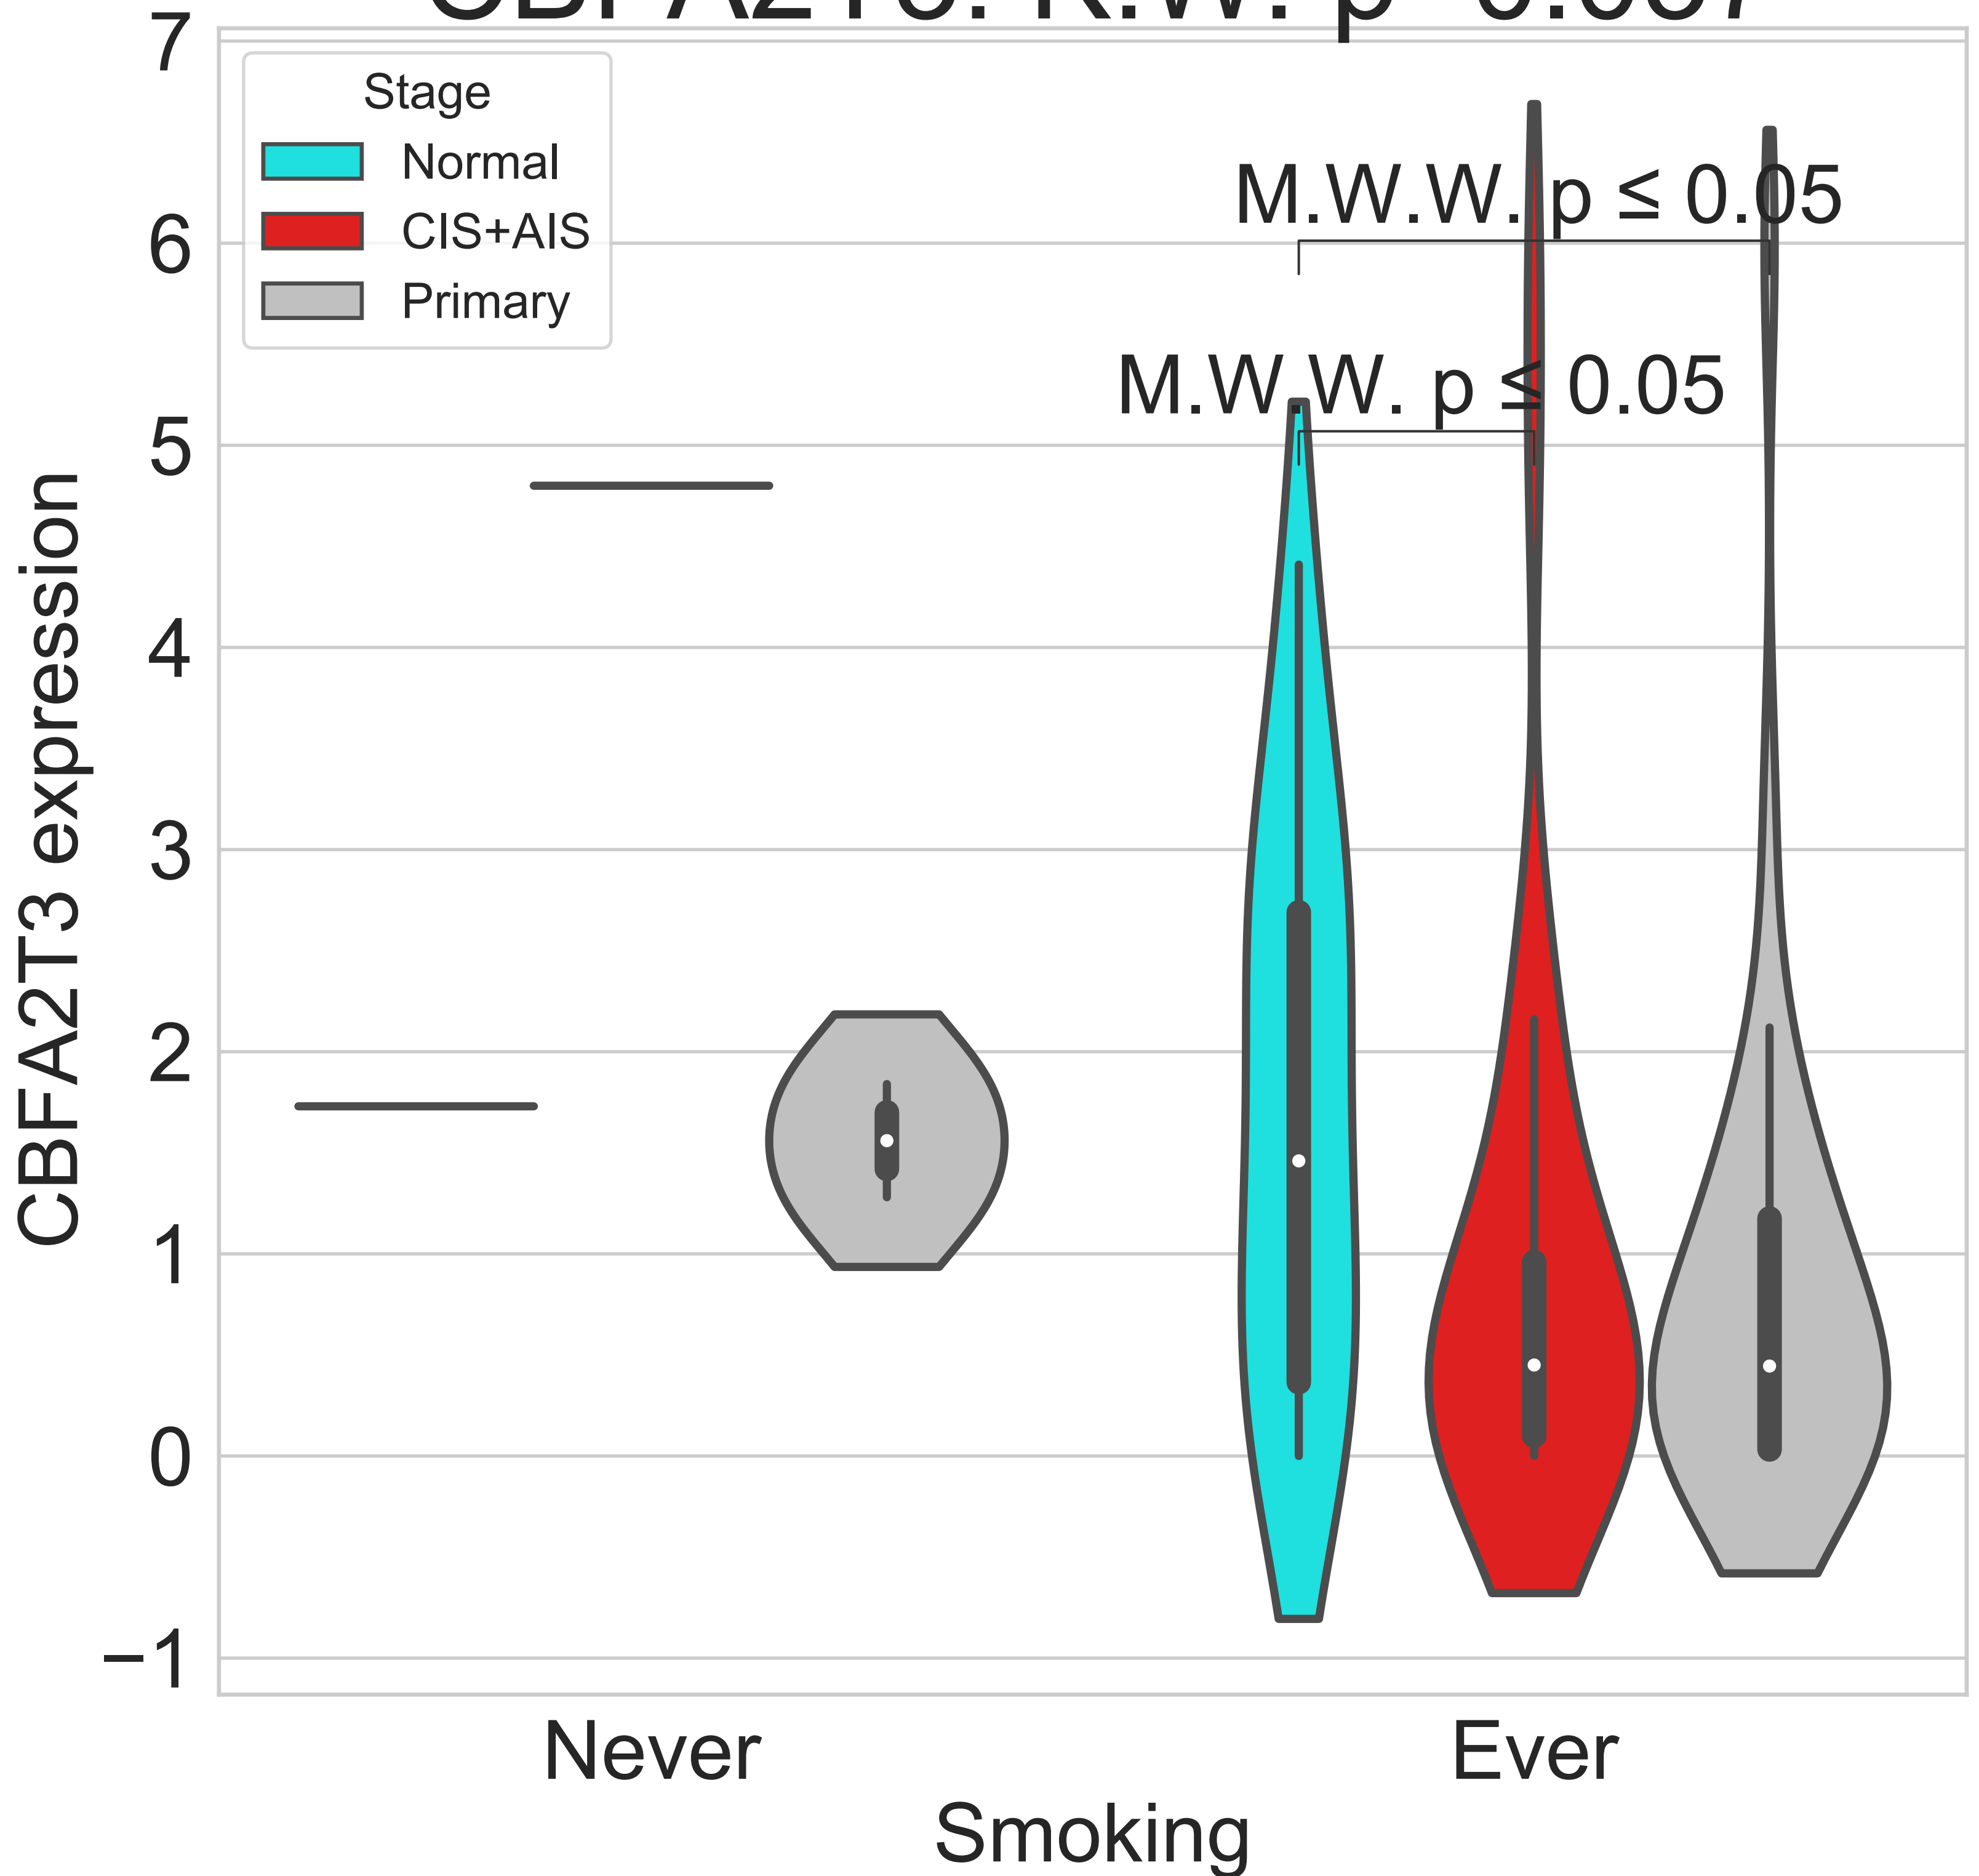 7
Stage
Normal
CIS+AIS
Primary
M.W.W. p ≤ 0.05
6
M.W.W. p ≤ 0.05
5
4
3
2
1
0
−1
CBFA2T3 expression
Never
Ever
Smoking